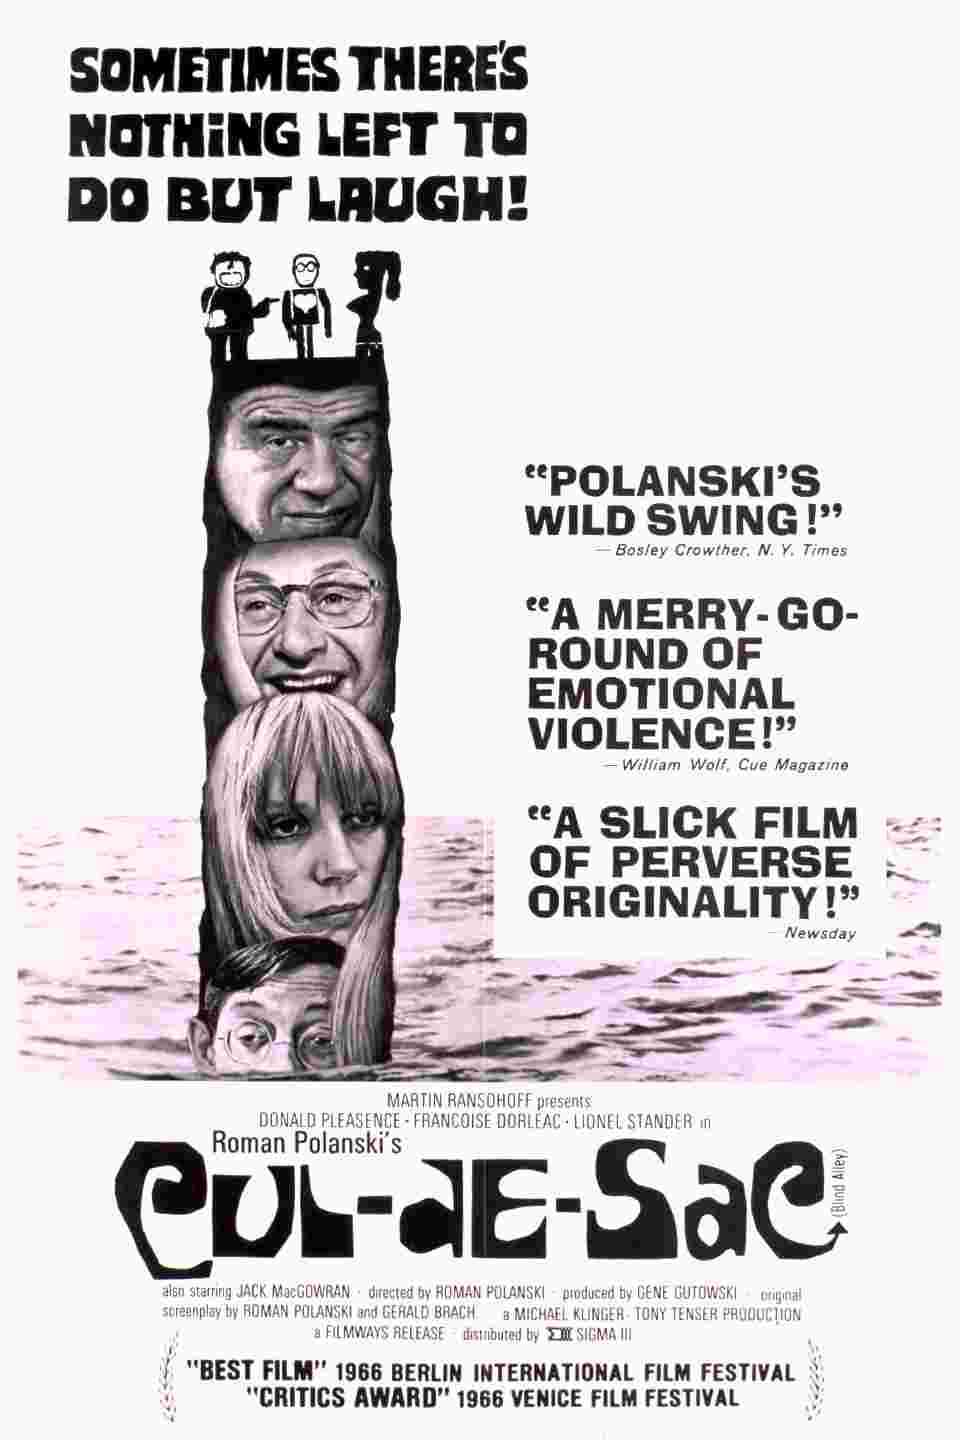 SOMETIMES THERE'S
NOTHING LEFT TO
DO BUT LAUGH!
"POLANSKI'S
WILD SWING!"
— Bosley Crowther, N. Y. Times
"A MERRY-GO-
ROUND OF
EMOTIONAL
VIOLENCE!"
— William Wolf, Cue Magazine
"A SLICK FILM
OF PERVERSE
ORIGINALITY!"
— Newsday
MARTIN RANSOHOFF presents
DONALD PLEASENCE · FRANCOISE DORLEAC · LIONEL STANDER in
Roman Polanski's
CUL-DE-SAC
(Blind Alley)
also starring JACK MacGOWRAN · directed by ROMAN POLANSKI · produced by GENE GUTOWSKI · original
screenplay by ROMAN POLANSKI and GERALD BRACH. a MICHAEL KLINGER · TONY TENSER PRODUCTION
a FILMWAYS RELEASE · distributed by SIGMA III
"BEST FILM" 1966 BERLIN INTERNATIONAL FILM FESTIVAL
"CRITICS AWARD" 1966 VENICE FILM FESTIVAL